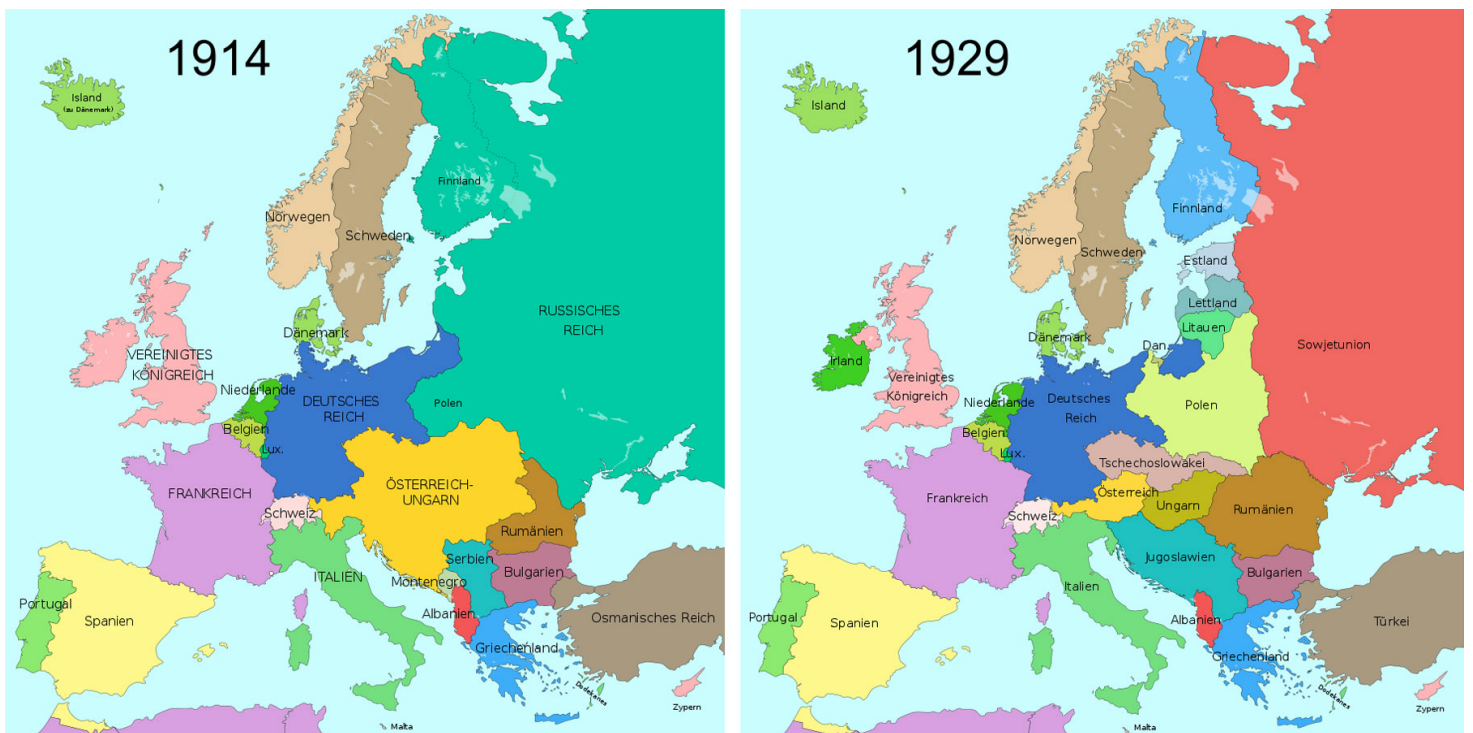 1914
Island
(zu Dänemark)
Finnland
Norwegen
Schweden
RUSSISCHES
REICH
Dänemark
VEREINIGTES
KÖNIGREICH
Niederlande
DEUTSCHES
REICH
Polen
Belgien
Lux.
ÖSTERREICH-
UNGARN
FRANKREICH
Schweiz
Rumänien
Serbien
Bulgarien
ITALIEN
Montenegro
Albanien
Portugal
Spanien
Osmanisches Reich
Griechenland
Dodekanes
Zypern
Malta
1929
Island
Finnland
Norwegen
Schweden
Estland
Lettland
Litauen
Dänemark
Dan.
Sowjetunion
Irland
Vereinigtes
Königreich
Niederlande
Deutsches
Reich
Polen
Belgien
Lux.
Tschechoslowakei
Frankreich
Österreich
Ungarn
Rumänien
Schweiz
Jugoslawien
Bulgarien
Italien
Albanien
Portugal
Spanien
Türkei
Griechenland
Dodekanes
Zypern
Malta